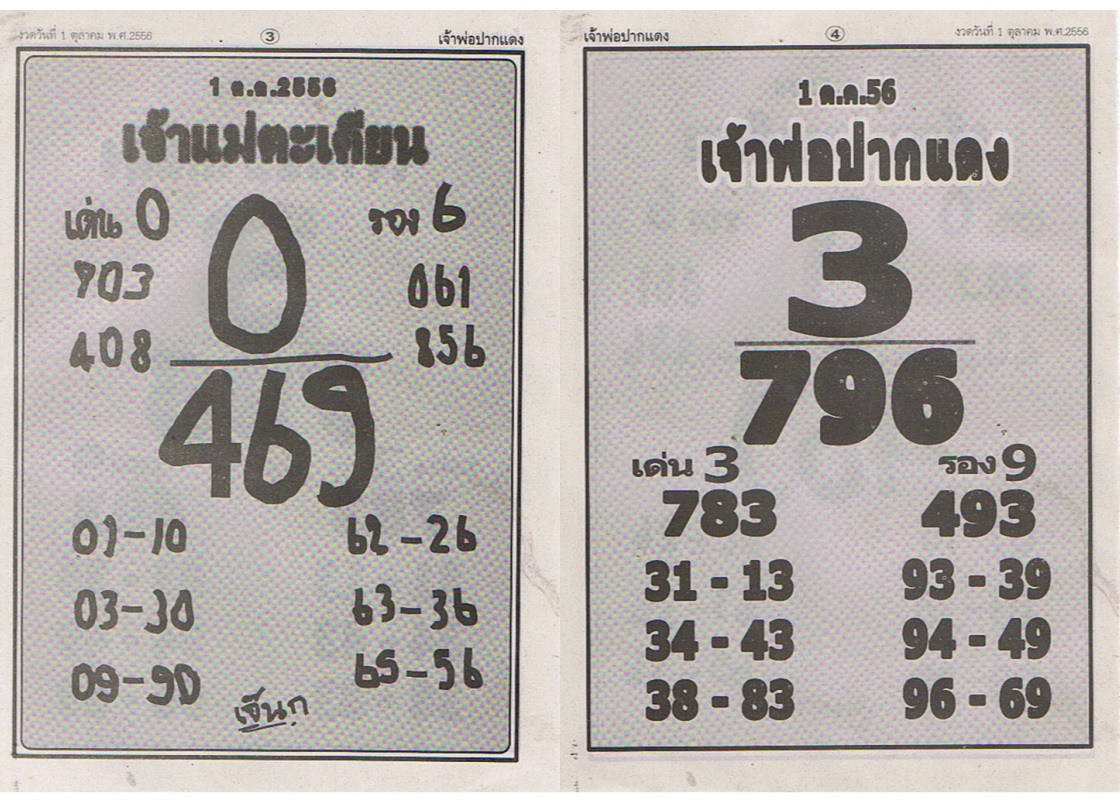 งวดวันที่ 1 ตุลาคม พ.ศ.2556 ③ เจ้าพ่อปากแดง
1 ต.ค.2556
เจ้าแม่ตะเคียน
เด่น 0 รอง 6
0
703 061
408 856
469
01-10 62-26
03-30 63-36
09-90 65-56
เจ๊นก
เจ้าพ่อปากแดง ④ งวดวันที่ 1 ตุลาคม พ.ศ.2556
1 ต.ค.56
เจ้าพ่อปากแดง
3
796
เด่น 3 รอง 9
783 493
31 - 13 93 - 39
34 - 43 94 - 49
38 - 83 96 - 69